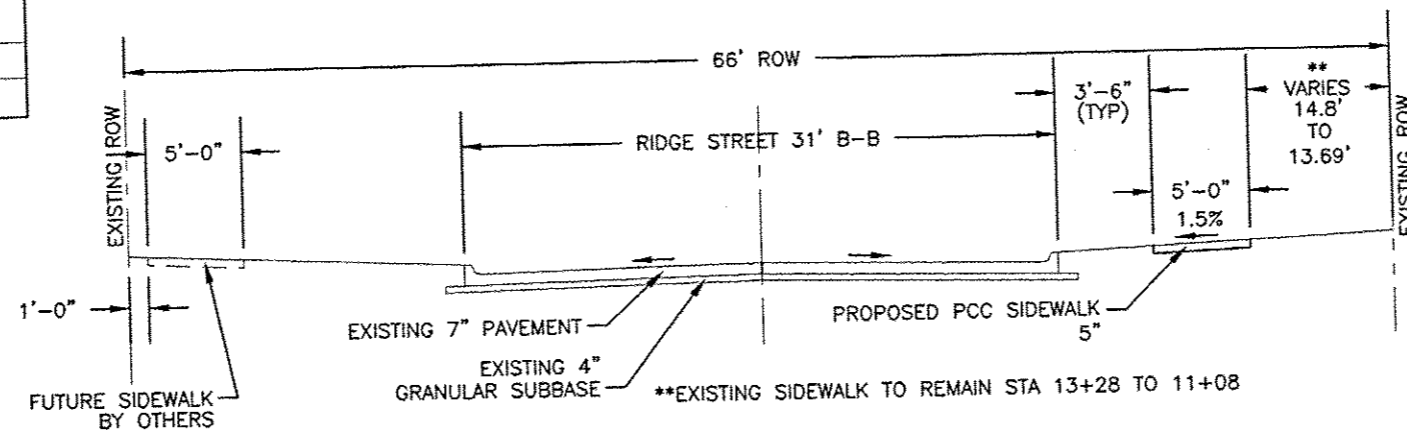 66' ROW
EXISTING ROW
5'-0"
RIDGE STREET 31' B-B
3'-6"
(TYP)
**
VARIES
14.8'
TO
13.69'
EXISTING ROW
5'-0"
1.5%
1'-0"
EXISTING 7" PAVEMENT
PROPOSED PCC SIDEWALK
5"
EXISTING 4"
GRANULAR SUBBASE
**EXISTING SIDEWALK TO REMAIN STA 13+28 TO 11+08
FUTURE SIDEWALK
BY OTHERS